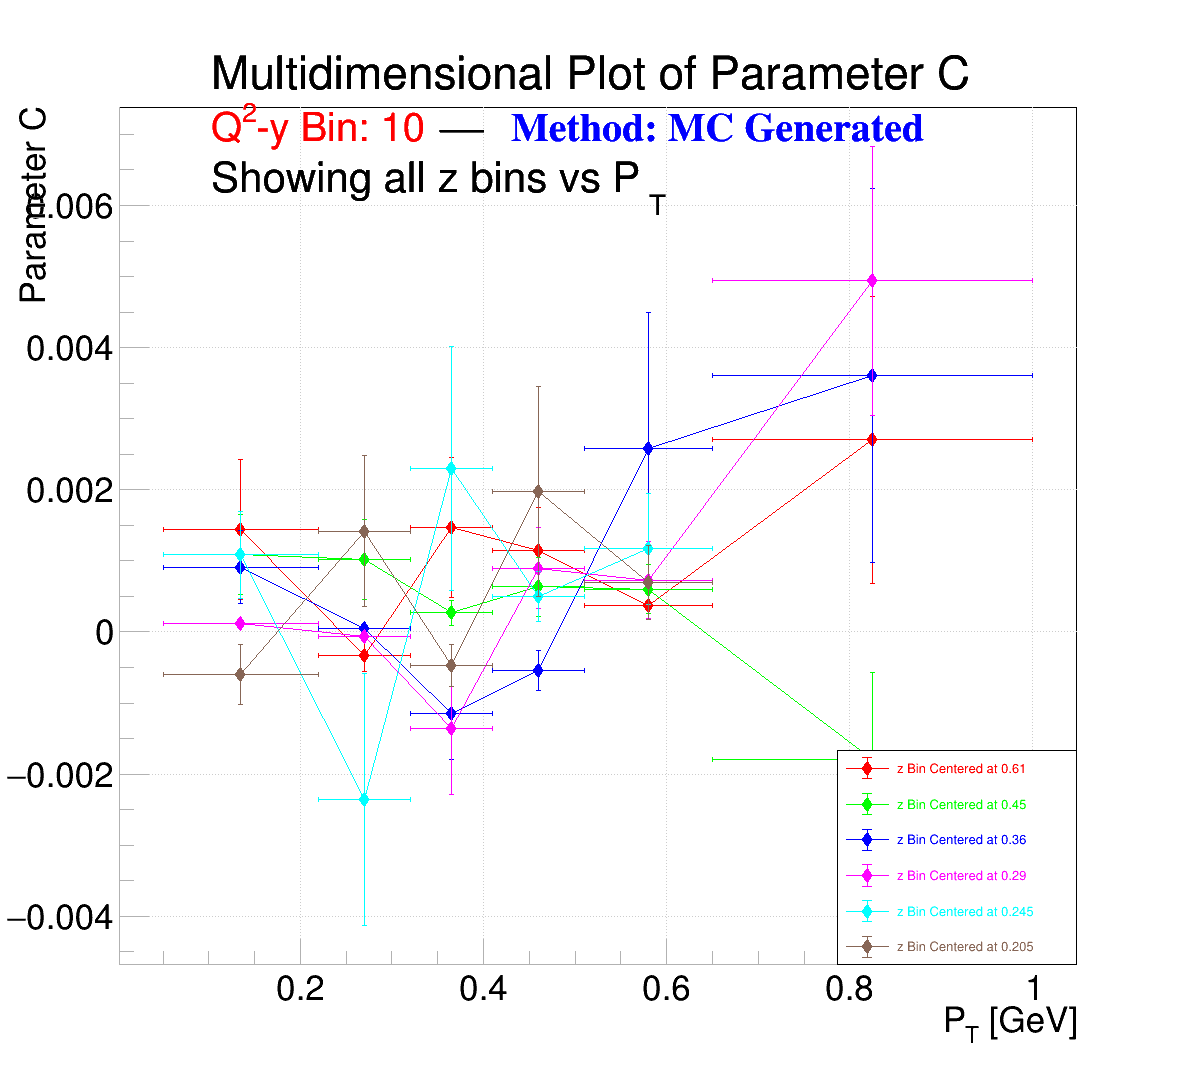 Multidimensional Plot of Parameter C
Q²-y Bin: 10 — Method: MC Generated
Showing all z bins vs P_T
Parameter C
0.006
0.004
0.002
0
−0.002
−0.004
z Bin Centered at 0.61
z Bin Centered at 0.45
z Bin Centered at 0.36
z Bin Centered at 0.29
z Bin Centered at 0.245
z Bin Centered at 0.205
0.2 0.4 0.6 0.8 1
P_T [GeV]